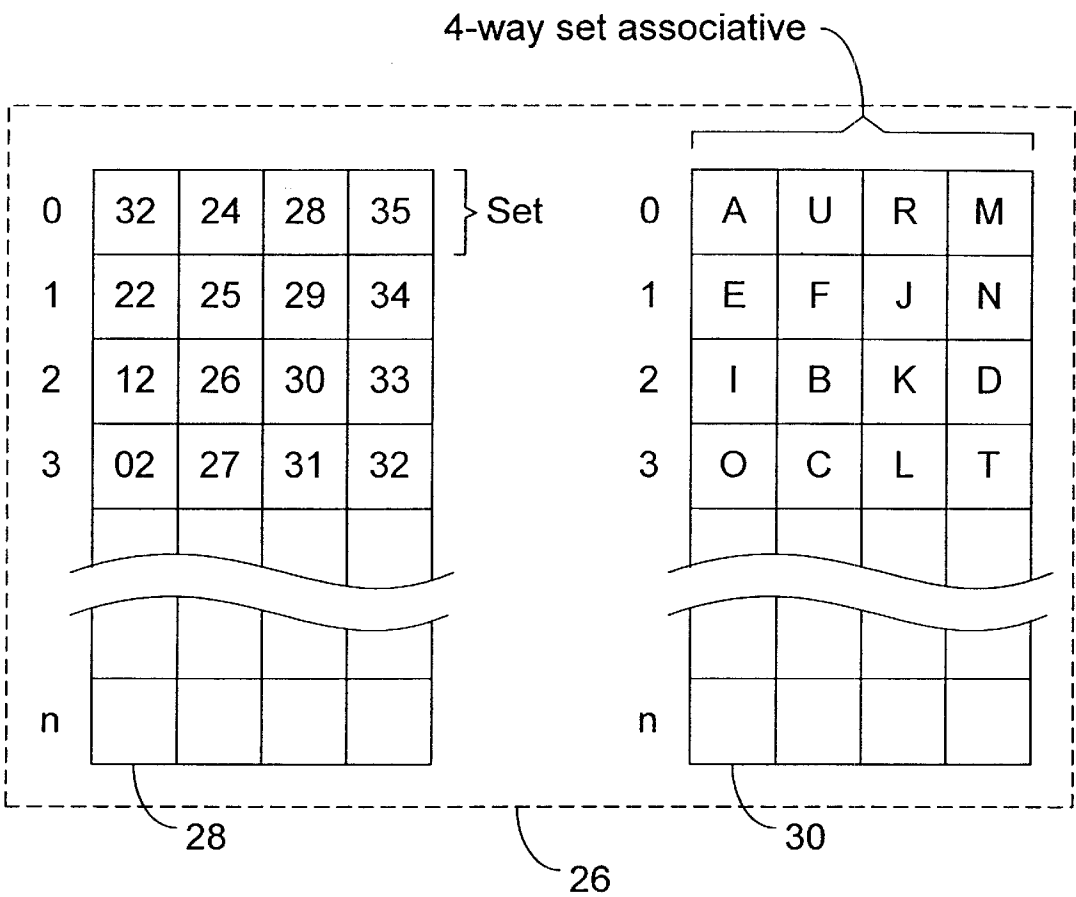 4-way set associative
0 32 24 28 35 Set 0 A U R M
1 22 25 29 34 1 E F J N
2 12 26 30 33 2 I B K D
3 02 27 31 32 3 O C L T
n n
28 30
26